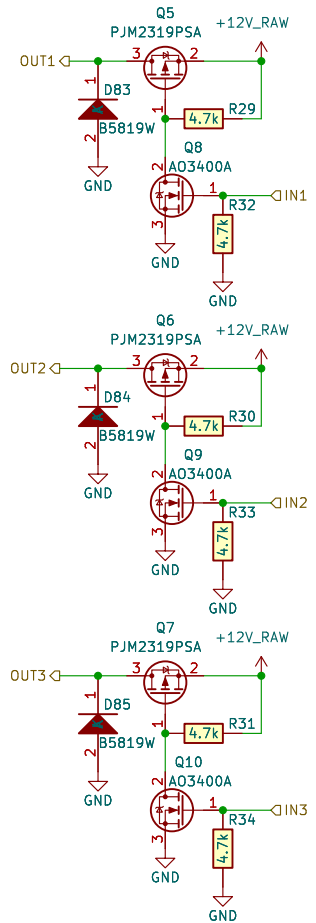 Q5
PJM2319PSA
+12V_RAW
OUT1
3
2
1
D83
B5819W
2
GND
1
R29
4.7k
Q8
AO3400A
2
1
IN1
R32
4.7k
3
GND
GND
Q6
PJM2319PSA
+12V_RAW
OUT2
3
2
1
D84
B5819W
2
GND
1
R30
4.7k
Q9
AO3400A
2
1
IN2
R33
4.7k
3
GND
GND
Q7
PJM2319PSA
+12V_RAW
OUT3
3
2
1
D85
B5819W
2
GND
1
R31
4.7k
Q10
AO3400A
2
1
IN3
R34
4.7k
3
GND
GND